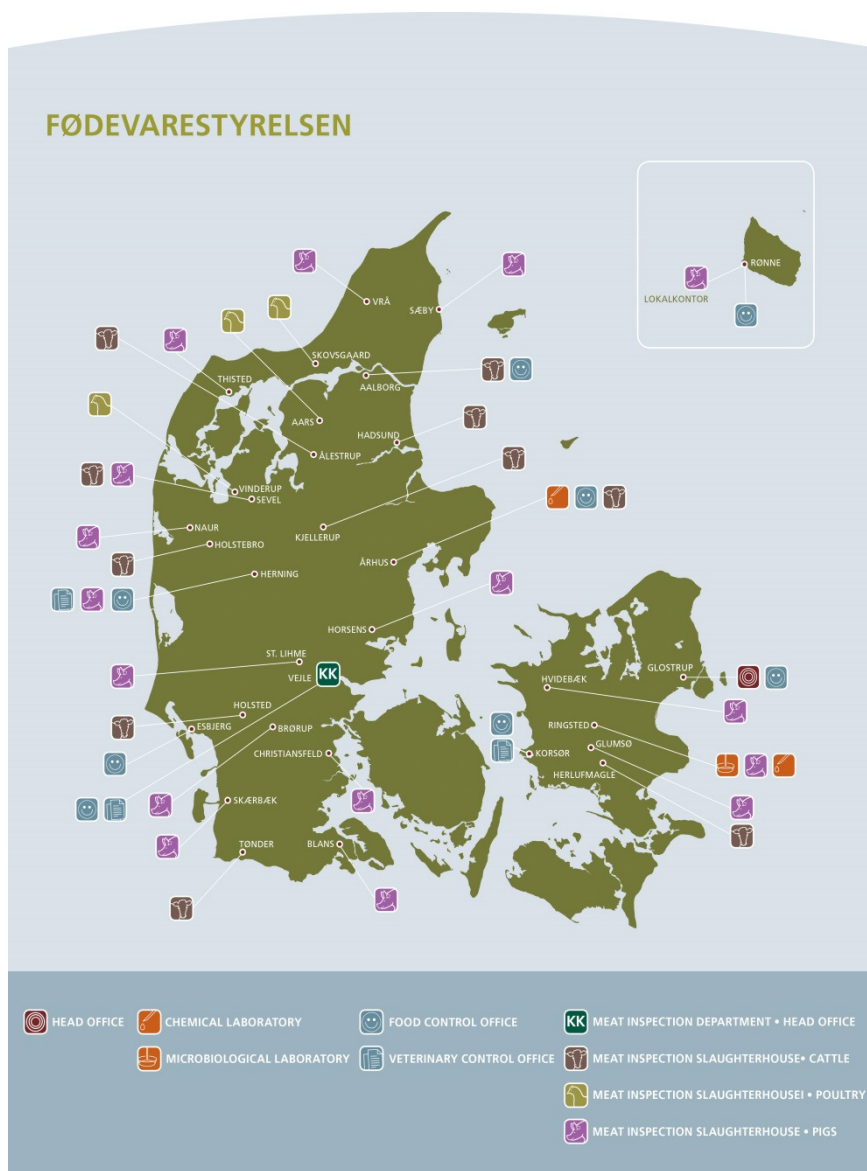 FØDEVARESTYRELSEN
RØNNE
LOKALKONTOR
VRÅ
SÆBY
SKOVSGAARD
THISTED
AALBORG
AARS
HADSUND
ÅLESTRUP
VINDERUP
SEVEL
NAUR
KJELLERUP
HOLSTEBRO
ÅRHUS
HERNING
HORSENS
ST. LIHME
GLOSTRUP
VEJLE
KK
HVIDEBÆK
HOLSTED
ESBJERG
BRØRUP
RINGSTED
CHRISTIANSFELD
KORSØR
GLUMSØ
HERLUFMAGLE
SKÆRBÆK
TØNDER
BLANS
HEAD OFFICE
CHEMICAL LABORATORY
MICROBIOLOGICAL LABORATORY
FOOD CONTROL OFFICE
VETERINARY CONTROL OFFICE
KK MEAT INSPECTION DEPARTMENT • HEAD OFFICE
MEAT INSPECTION SLAUGHTERHOUSE• CATTLE
MEAT INSPECTION SLAUGHTERHOUSEI • POULTRY
MEAT INSPECTION SLAUGHTERHOUSE • PIGS